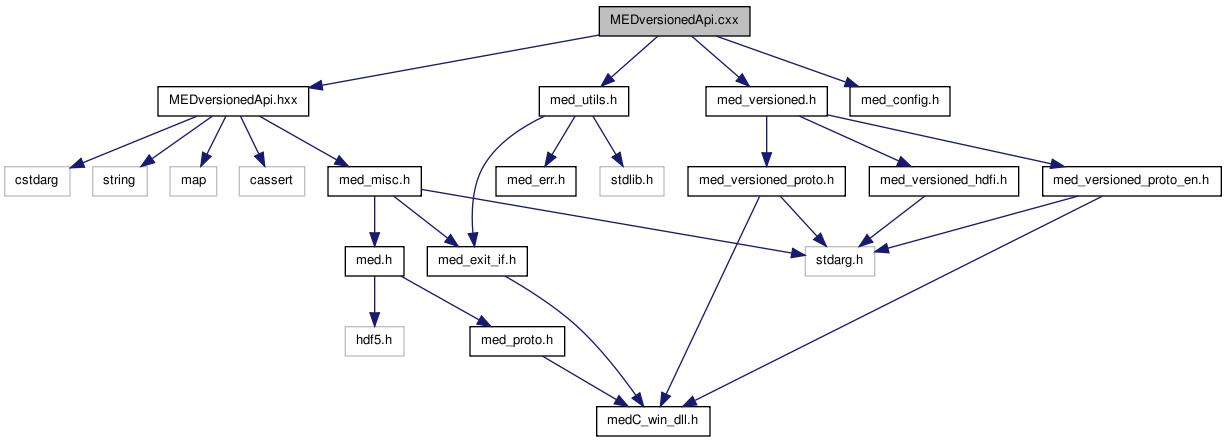 MEDversionedApi.cxx
MEDversionedApi.hxx
med_utils.h
med_versioned.h
med_config.h
cstdarg
string
map
cassert
med_misc.h
med_err.h
stdlib.h
med_versioned_proto.h
med_versioned_hdfi.h
med_versioned_proto_en.h
med.h
med_exit_if.h
stdarg.h
hdf5.h
med_proto.h
medC_win_dll.h